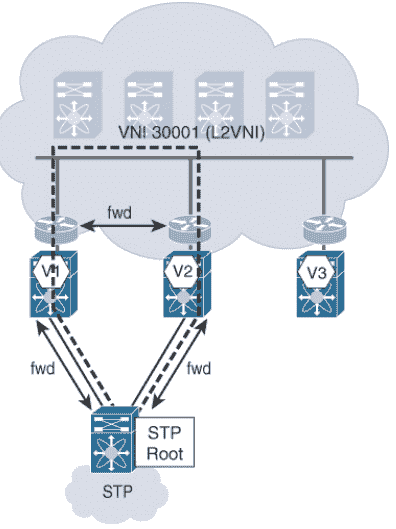 VNI 30001 (L2VNI)
fwd
V1
V2
V3
fwd
fwd
STP
Root
STP